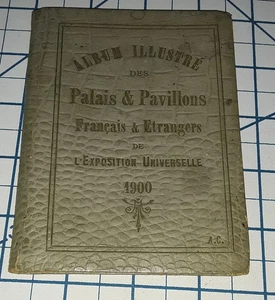 ALBUM ILLUSTRÉ
DES
Palais & Pavillons
Français & Etrangers
DE
L'EXPOSITION UNIVERSELLE
1900
A.C.